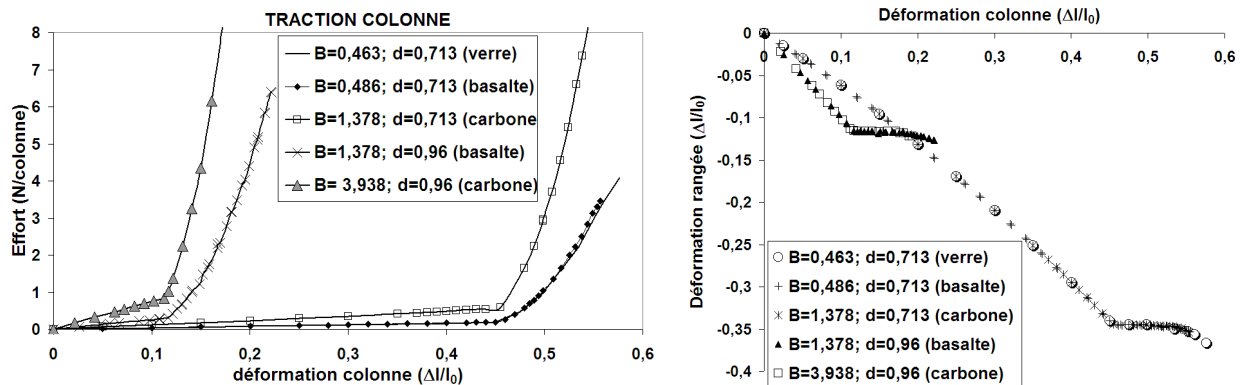 TRACTION COLONNE
8
7
6
5
4
3
2
1
0
Effort (N/colonne)
B=0,463; d=0,713 (verre)
B=0,486; d=0,713 (basalte)
B=1,378; d=0,713 (carbone
B=1,378; d=0,96 (basalte)
B= 3,938; d=0,96 (carbone)
0 0,1 0,2 0,3 0,4 0,5 0,6
déformation colonne (Δl/l0)
Déformation colonne (Δl/l0)
0 0,1 0,2 0,3 0,4 0,5 0,6
0
-0,05
-0,1
-0,15
-0,2
-0,25
-0,3
-0,35
-0,4
Déformation rangée (Δl/l0)
B=0,463; d=0,713 (verre)
B=0,486; d=0,713 (basalte)
B=1,378; d=0,713 (carbone)
B=1,378; d=0,96 (basalte)
B=3,938; d=0,96 (carbone)